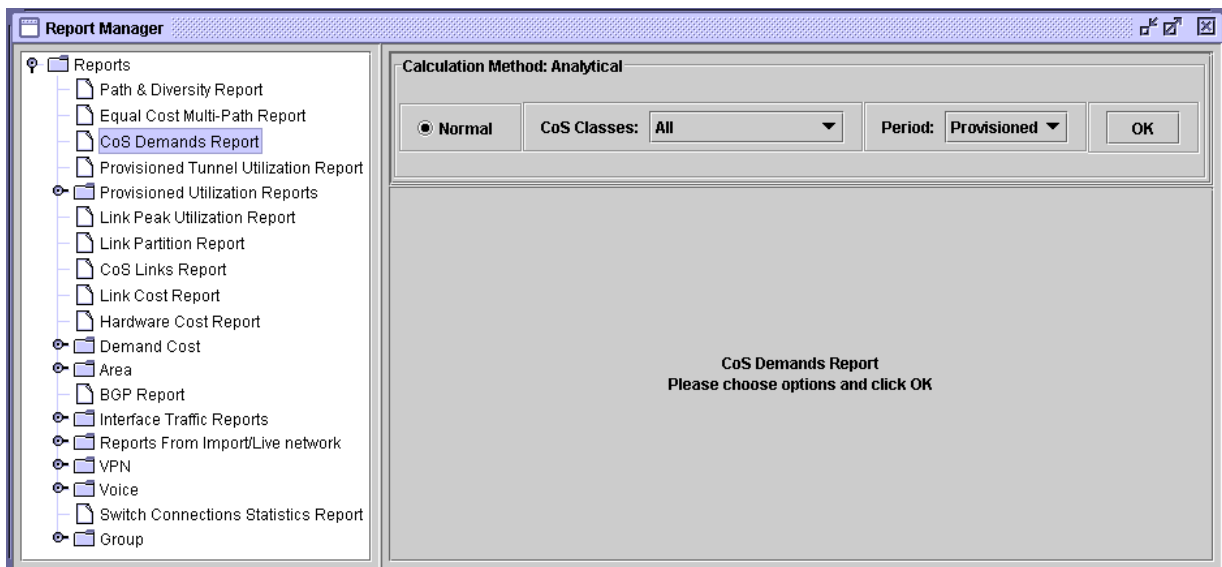 Report Manager
Reports
Path & Diversity Report
Equal Cost Multi-Path Report
CoS Demands Report
Provisioned Tunnel Utilization Report
Provisioned Utilization Reports
Link Peak Utilization Report
Link Partition Report
CoS Links Report
Link Cost Report
Hardware Cost Report
Demand Cost
Area
BGP Report
Interface Traffic Reports
Reports From Import/Live network
VPN
Voice
Switch Connections Statistics Report
Group
Calculation Method: Analytical
Normal CoS Classes: All Period: Provisioned OK
CoS Demands Report
Please choose options and click OK